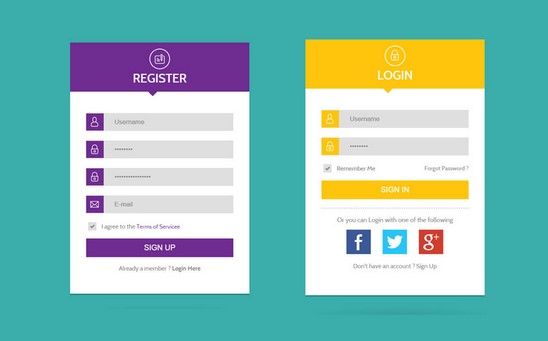 REGISTER
Username
••••••••
••••••••••••••••
E-mail
I agree to the Terms of Servicee
SIGN UP
Already a member ? Login Here
LOGIN
Username
••••••••
Remember Me
Forgot Password ?
SIGN IN
Or you can Login with one of the following
f
g+
Don't have an account ? Sign Up